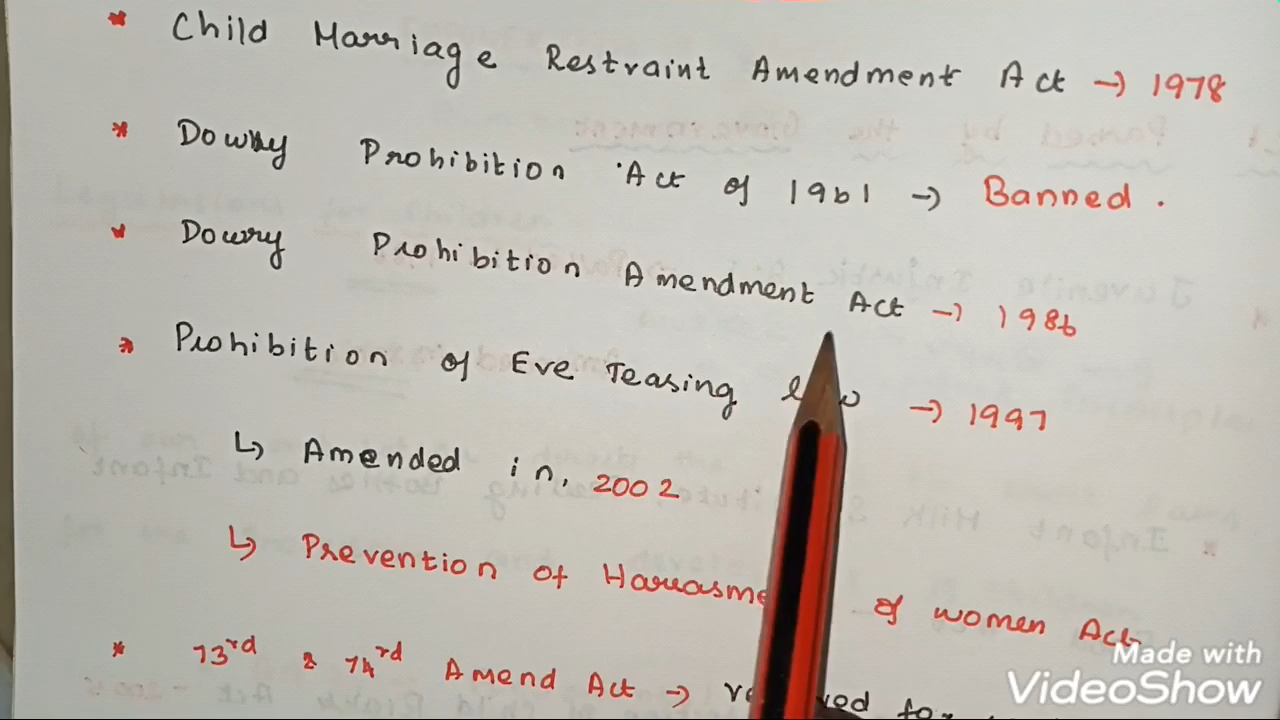 * Child Marriage Restraint Amendment Act → 1978
* Dowry Prohibition Act of 1961 → Banned.
* Dowry Prohibition Amendment Act → 1986
* Prohibition of Eve Teasing → 1997
↳ Amended in, 2002
↳ Prevention of of women Act
* 73rd & 74rd Amend Act → for
Made with
VideoShow